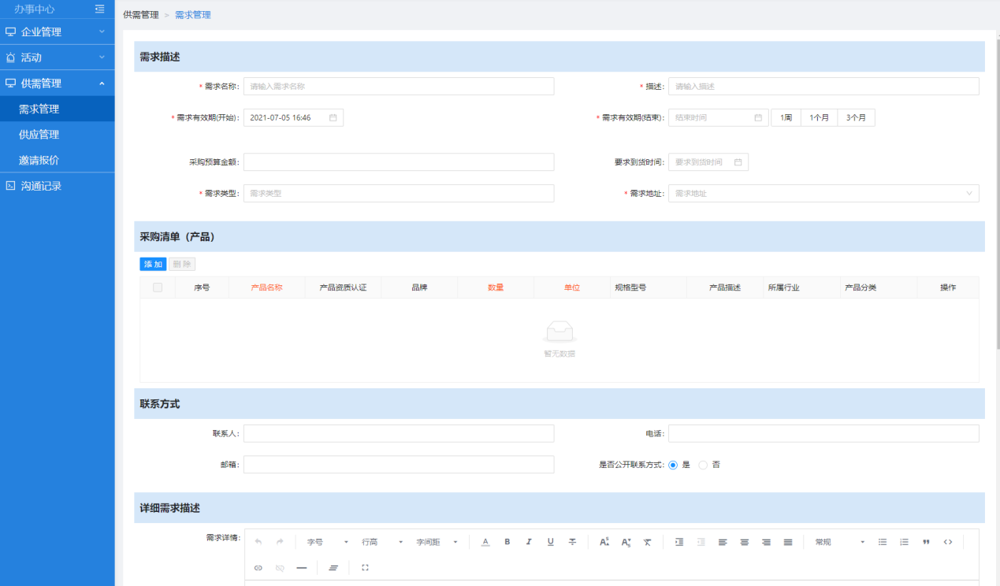 办事中心
企业管理
活动
供需管理
需求管理
供应管理
邀请报价
沟通记录
供需管理 > 需求管理
需求描述
* 需求名称: 请输入需求名称 * 描述: 请输入描述
* 需求有效期(开始): 2021-07-05 16:46 * 需求有效期(结束): 结束时间 1周 1个月 3个月
采购预算金额: 要求到货时间: 要求到货时间
* 需求类型: 需求类型 * 需求地址: 需求地址
采购清单（产品）
添 加 删 除
序号 产品名称 产品资质认证 品牌 数量 单位 规格型号 产品描述 所属行业 产品分类 操作
暂无数据
联系方式
联系人: 电话:
邮箱: 是否公开联系方式: 是 否
详细需求描述
需求详情: 字号 行高 字间距 常规